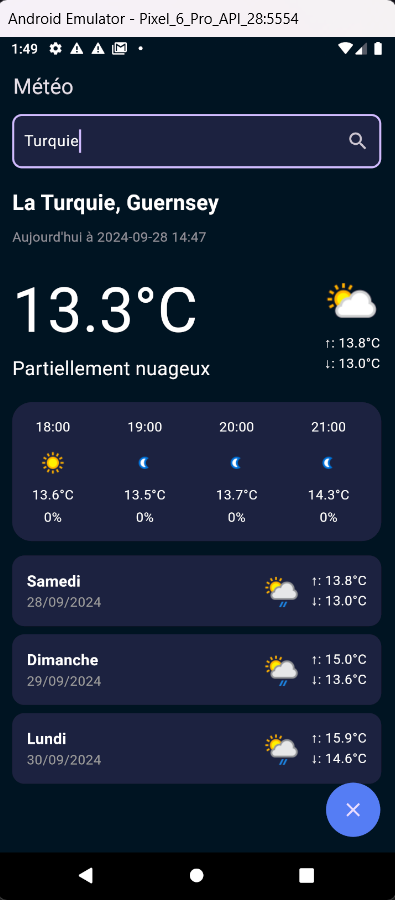 Android Emulator - Pixel_6_Pro_API_28:5554
1:49
Météo
Turquie
La Turquie, Guernsey
Aujourd'hui à 2024-09-28 14:47
13.3°C
↑: 13.8°C
↓: 13.0°C
Partiellement nuageux
18:00 19:00 20:00 21:00
13.6°C 13.5°C 13.7°C 14.3°C
0% 0% 0% 0%
Samedi ↑: 13.8°C
28/09/2024 ↓: 13.0°C
Dimanche ↑: 15.0°C
29/09/2024 ↓: 13.6°C
Lundi ↑: 15.9°C
30/09/2024 ↓: 14.6°C